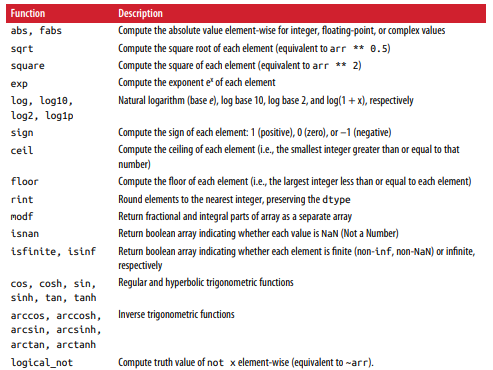 Function Description
abs, fabs Compute the absolute value element-wise for integer, floating-point, or complex values
sqrt Compute the square root of each element (equivalent to arr ** 0.5)
square Compute the square of each element (equivalent to arr ** 2)
exp Compute the exponent eˣ of each element
log, log10, Natural logarithm (base e), log base 10, log base 2, and log(1 + x), respectively
log2, log1p
sign Compute the sign of each element: 1 (positive), 0 (zero), or −1 (negative)
ceil Compute the ceiling of each element (i.e., the smallest integer greater than or equal to that
number)
floor Compute the floor of each element (i.e., the largest integer less than or equal to each element)
rint Round elements to the nearest integer, preserving the dtype
modf Return fractional and integral parts of array as a separate array
isnan Return boolean array indicating whether each value is NaN (Not a Number)
isfinite, isinf Return boolean array indicating whether each element is finite (non-inf, non-NaN) or infinite,
respectively
cos, cosh, sin, Regular and hyperbolic trigonometric functions
sinh, tan, tanh
arccos, arccosh, Inverse trigonometric functions
arcsin, arcsinh,
arctan, arctanh
logical_not Compute truth value of not x element-wise (equivalent to ~arr).